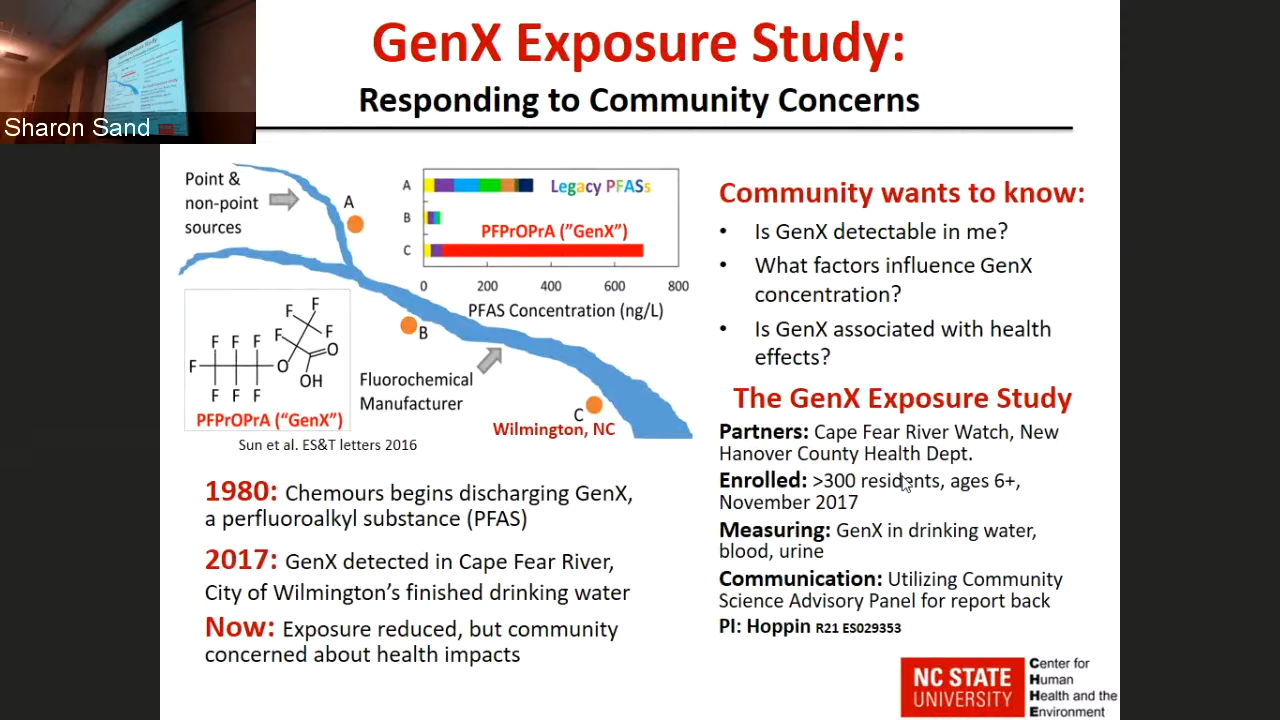 GenX Exposure Study:
Responding to Community Concerns
Sharon Sand
Point &
non-point
sources
A
B
C
Fluorochemical
Manufacturer
Wilmington, NC
A
B
C
Legacy PFASs
PFPrOPrA ("GenX")
0 200 400 600 800
PFAS Concentration (ng/L)
F F
F F
F F F
F O O
OH
F F F
PFPrOPrA ("GenX")
Sun et al. ES&T letters 2016
1980: Chemours begins discharging GenX,
a perfluoroalkyl substance (PFAS)
2017: GenX detected in Cape Fear River,
City of Wilmington's finished drinking water
Now: Exposure reduced, but community
concerned about health impacts
Community wants to know:
• Is GenX detectable in me?
• What factors influence GenX
concentration?
• Is GenX associated with health
effects?
The GenX Exposure Study
Partners: Cape Fear River Watch, New
Hanover County Health Dept.
Enrolled: >300 residents, ages 6+,
November 2017
Measuring: GenX in drinking water,
blood, urine
Communication: Utilizing Community
Science Advisory Panel for report back
PI: Hoppin R21 ES029353
NC STATE
UNIVERSITY
Center for
Human
Health and the
Environment